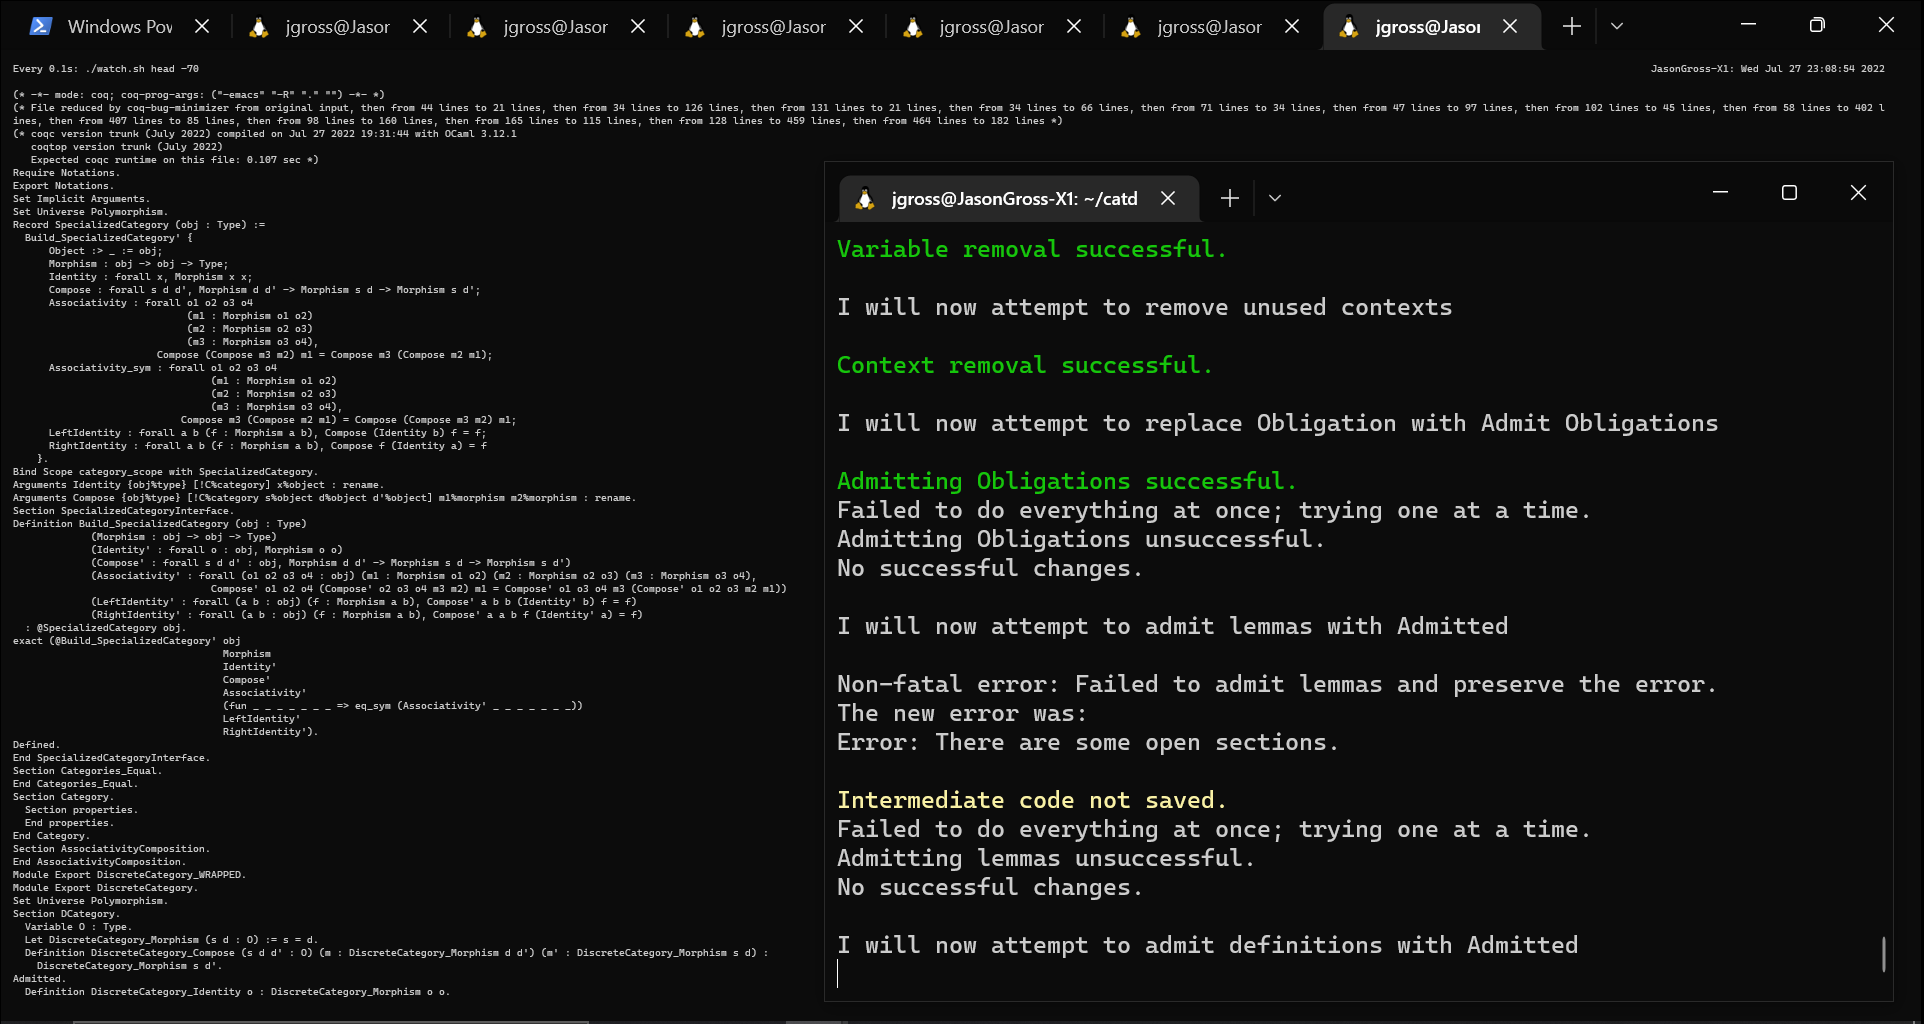 Windows Pow
jgross@Jasor
jgross@Jasor
jgross@Jasor
jgross@Jasor
jgross@Jasor
jgross@Jasor
Every 0.1s: ./watch.sh head -70
JasonGross-X1: Wed Jul 27 23:08:54 2022
(* -*- mode: coq; coq-prog-args: ("-emacs" "-R" "." "") -*- *)
(* File reduced by coq-bug-minimizer from original input, then from 44 lines to 21 lines, then from 34 lines to 126 lines, then from 131 lines to 21 lines, then from 34 lines to 66 lines, then from 71 lines to 34 lines, then from 47 lines to 97 lines, then from 102 lines to 45 lines, then from 58 lines to 402 l
ines, then from 407 lines to 85 lines, then from 98 lines to 160 lines, then from 165 lines to 115 lines, then from 128 lines to 459 lines, then from 464 lines to 182 lines *)
(* coqc version trunk (July 2022) compiled on Jul 27 2022 19:31:44 with OCaml 3.12.1
   coqtop version trunk (July 2022)
   Expected coqc runtime on this file: 0.107 sec *)
Require Notations.
Export Notations.
Set Implicit Arguments.
Set Universe Polymorphism.
Record SpecializedCategory (obj : Type) :=
  Build_SpecializedCategory' {
      Object :> _ := obj;
      Morphism : obj -> obj -> Type;
      Identity : forall x, Morphism x x;
      Compose : forall s d d', Morphism d d' -> Morphism s d -> Morphism s d';
      Associativity : forall o1 o2 o3 o4
                             (m1 : Morphism o1 o2)
                             (m2 : Morphism o2 o3)
                             (m3 : Morphism o3 o4),
                        Compose (Compose m3 m2) m1 = Compose m3 (Compose m2 m1);
      Associativity_sym : forall o1 o2 o3 o4
                                 (m1 : Morphism o1 o2)
                                 (m2 : Morphism o2 o3)
                                 (m3 : Morphism o3 o4),
                            Compose m3 (Compose m2 m1) = Compose (Compose m3 m2) m1;
      LeftIdentity : forall a b (f : Morphism a b), Compose (Identity b) f = f;
      RightIdentity : forall a b (f : Morphism a b), Compose f (Identity a) = f
    }.
Bind Scope category_scope with SpecializedCategory.
Arguments Identity {obj%type} [!C%category] x%object : rename.
Arguments Compose {obj%type} [!C%category s%object d%object d'%object] m1%morphism m2%morphism : rename.
Section SpecializedCategoryInterface.
Definition Build_SpecializedCategory (obj : Type)
             (Morphism : obj -> obj -> Type)
             (Identity' : forall o : obj, Morphism o o)
             (Compose' : forall s d d' : obj, Morphism d d' -> Morphism s d -> Morphism s d')
             (Associativity' : forall (o1 o2 o3 o4 : obj) (m1 : Morphism o1 o2) (m2 : Morphism o2 o3) (m3 : Morphism o3 o4),
                                 Compose' o1 o2 o4 (Compose' o2 o3 o4 m3 m2) m1 = Compose' o1 o3 o4 m3 (Compose' o1 o2 o3 m2 m1))
             (LeftIdentity' : forall (a b : obj) (f : Morphism a b), Compose' a b b (Identity' b) f = f)
             (RightIdentity' : forall (a b : obj) (f : Morphism a b), Compose' a a b f (Identity' a) = f)
  : @SpecializedCategory obj.
exact (@Build_SpecializedCategory' obj
                                   Morphism
                                   Identity'
                                   Compose'
                                   Associativity'
                                   (fun _ _ _ _ _ _ _ => eq_sym (Associativity' _ _ _ _ _ _ _))
                                   LeftIdentity'
                                   RightIdentity').
Defined.
End SpecializedCategoryInterface.
Section Categories_Equal.
End Categories_Equal.
Section Category.
  Section properties.
  End properties.
End Category.
Section AssociativityComposition.
End AssociativityComposition.
Module Export DiscreteCategory_WRAPPED.
Module Export DiscreteCategory.
Set Universe Polymorphism.
Section DCategory.
  Variable O : Type.
  Let DiscreteCategory_Morphism (s d : O) := s = d.
  Definition DiscreteCategory_Compose (s d d' : O) (m : DiscreteCategory_Morphism d d') (m' : DiscreteCategory_Morphism s d) :
    DiscreteCategory_Morphism s d'.
Admitted.
  Definition DiscreteCategory_Identity o : DiscreteCategory_Morphism o o.
jgross@JasonGross-X1: ~/catd
Variable removal successful.
I will now attempt to remove unused contexts
Context removal successful.
I will now attempt to replace Obligation with Admit Obligations
Admitting Obligations successful.
Failed to do everything at once; trying one at a time.
Admitting Obligations unsuccessful.
No successful changes.
I will now attempt to admit lemmas with Admitted
Non-fatal error: Failed to admit lemmas and preserve the error.
The new error was:
Error: There are some open sections.
Intermediate code not saved.
Failed to do everything at once; trying one at a time.
Admitting lemmas unsuccessful.
No successful changes.
I will now attempt to admit definitions with Admitted